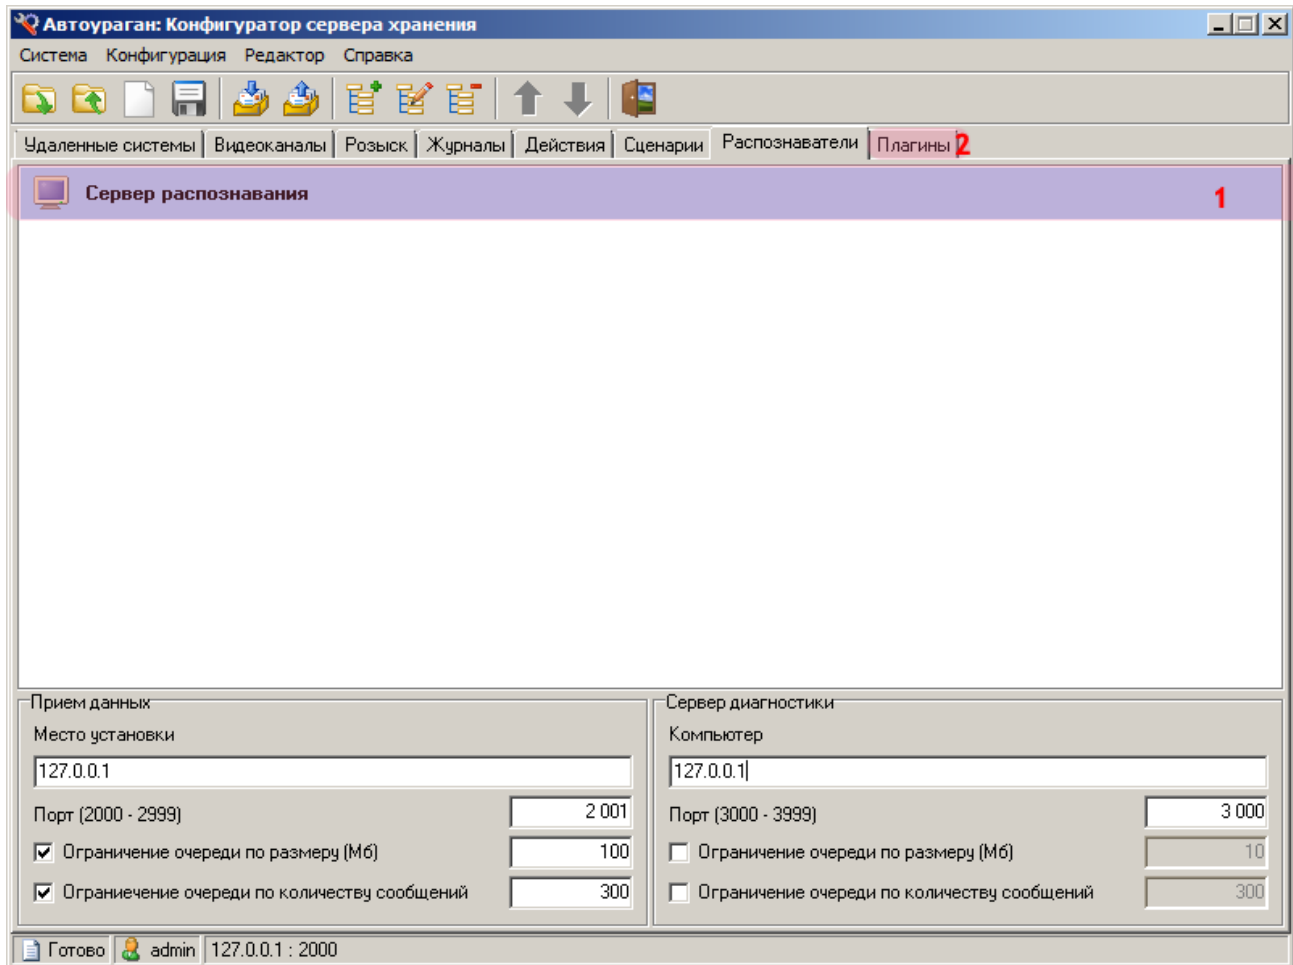 Автоураган: Конфигуратор сервера хранения
Система Конфигурация Редактор Справка
Удаленные системы Видеоканалы Розыск Журналы Действия Сценарии Распознаватели Плагины 2
Сервер распознавания 1
Прием данных Сервер диагностики
Место установки Компьютер
127.0.0.1 127.0.0.1
Порт (2000 - 2999) 2 001 Порт (3000 - 3999) 3 000
Ограничение очереди по размеру (Мб) 100 Ограничение очереди по размеру (Мб) 10
Ограниечение очереди по количеству сообщений 300 Ограничение очереди по количеству сообщений 300
Готово admin 127.0.0.1 : 2000